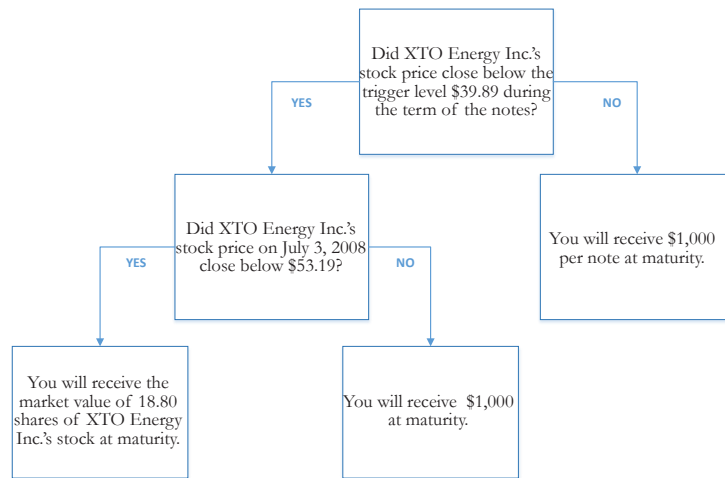 Did XTO Energy Inc.'s
stock price close below the
trigger level $39.89 during
the term of the notes?
YES
NO
Did XTO Energy Inc.'s
stock price on July 3, 2008
close below $53.19?
You will receive $1,000
per note at maturity.
YES
NO
You will receive the
market value of 18.80
shares of XTO Energy
Inc.'s stock at maturity.
You will receive $1,000
at maturity.